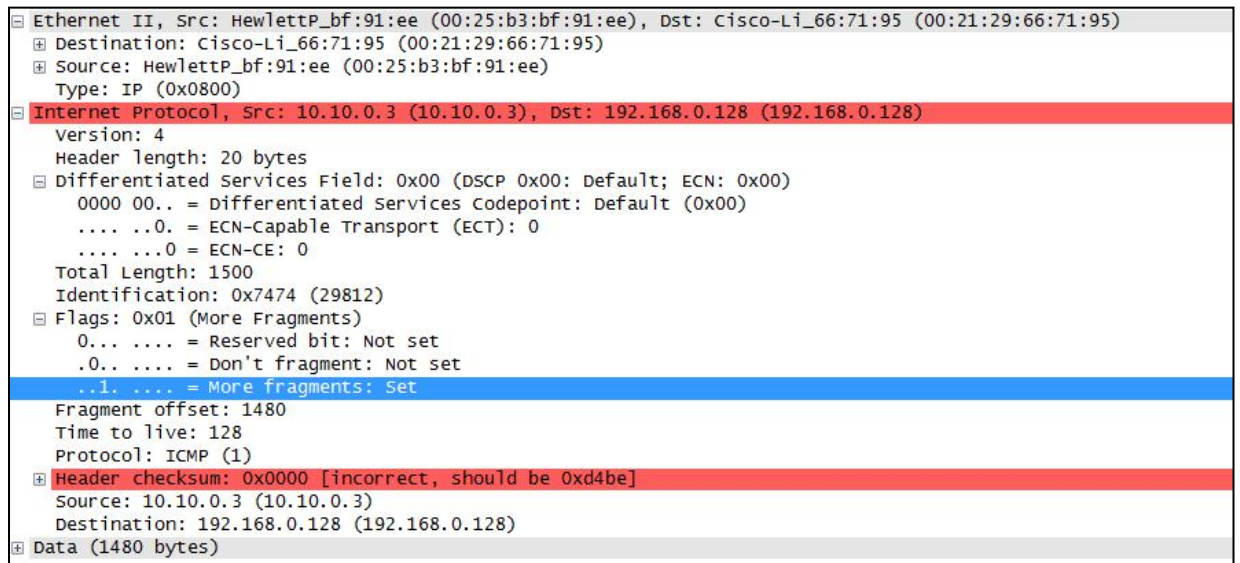 Ethernet II, Src: HewlettP_bf:91:ee (00:25:b3:bf:91:ee), Dst: Cisco-Li_66:71:95 (00:21:29:66:71:95)
Destination: Cisco-Li_66:71:95 (00:21:29:66:71:95)
Source: HewlettP_bf:91:ee (00:25:b3:bf:91:ee)
Type: IP (0x0800)
Internet Protocol, Src: 10.10.0.3 (10.10.0.3), Dst: 192.168.0.128 (192.168.0.128)
Version: 4
Header length: 20 bytes
Differentiated Services Field: 0x00 (DSCP 0x00: Default; ECN: 0x00)
0000 00.. = Differentiated Services Codepoint: Default (0x00)
.... ..0. = ECN-Capable Transport (ECT): 0
.... ...0 = ECN-CE: 0
Total Length: 1500
Identification: 0x7474 (29812)
Flags: 0x01 (More Fragments)
0... .... = Reserved bit: Not set
.0.. .... = Don't fragment: Not set
..1. .... = More fragments: Set
Fragment offset: 1480
Time to live: 128
Protocol: ICMP (1)
Header checksum: 0x0000 [incorrect, should be 0xd4be]
Source: 10.10.0.3 (10.10.0.3)
Destination: 192.168.0.128 (192.168.0.128)
Data (1480 bytes)